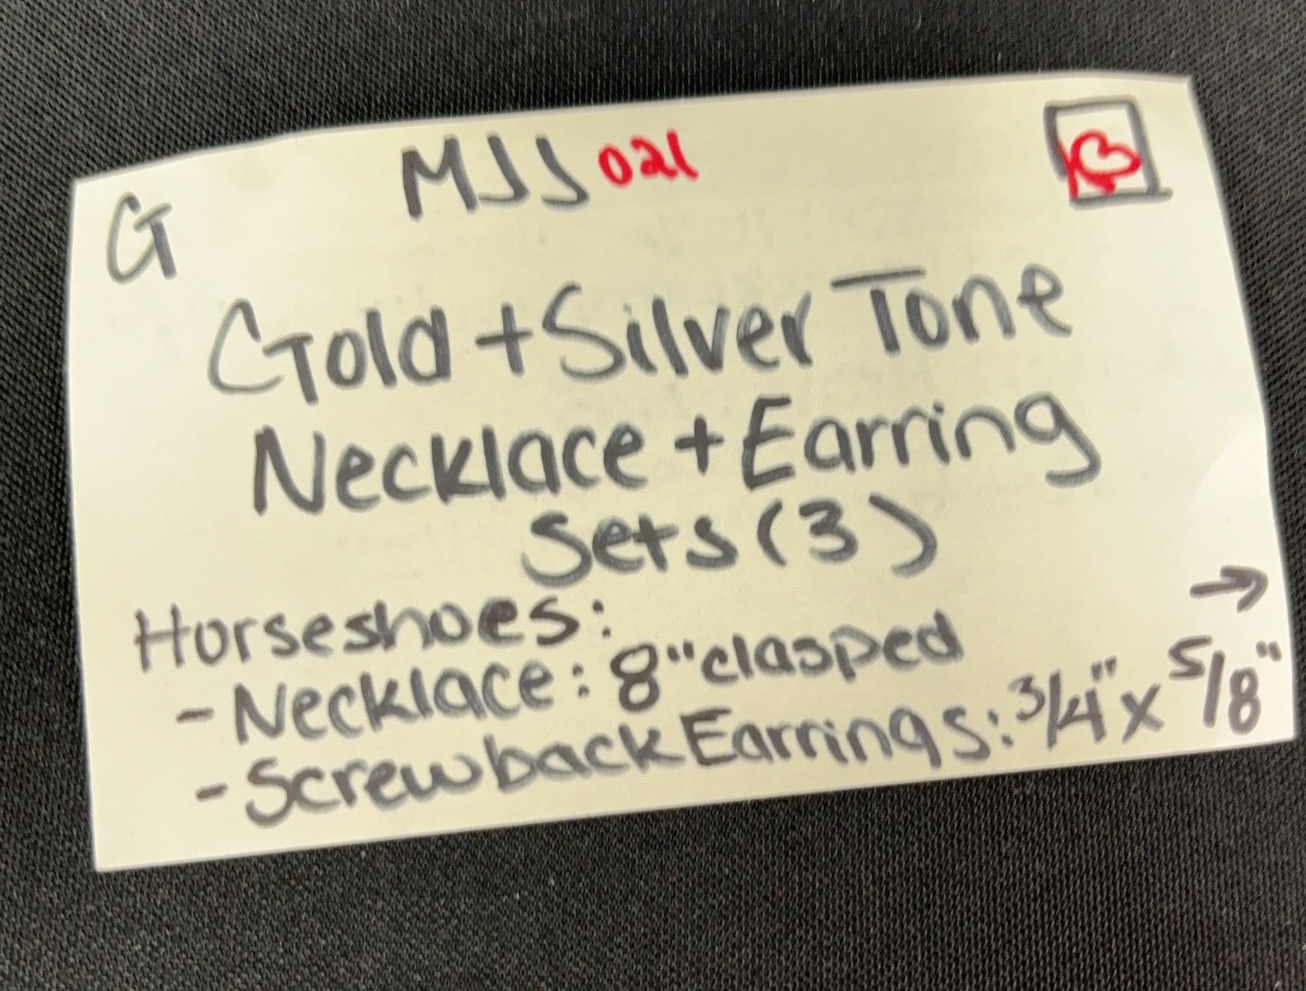 G
MJJ 021
Gold + Silver Tone
Necklace + Earring
Sets (3)
→
Horseshoes:
- Necklace: 8" clasped
- Screwback Earrings: 3/4" x 5/8"